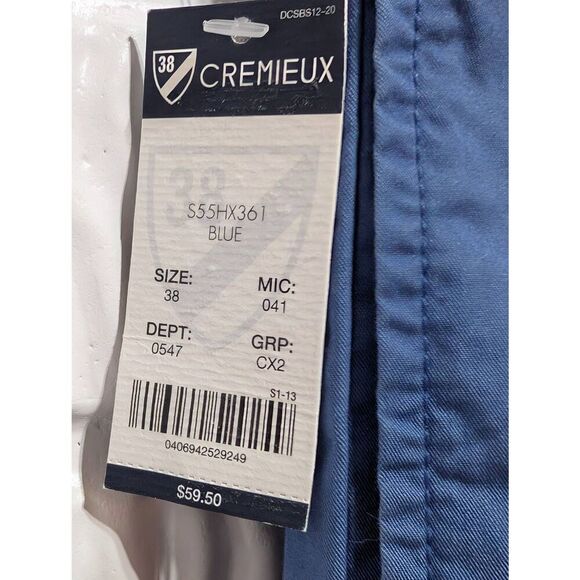 DCSBS12-20
38
CREMIEUX
38
S55HX361
BLUE
SIZE:
38
MIC:
041
DEPT:
0547
GRP:
CX2
S1-13
0406942529249
$59.50